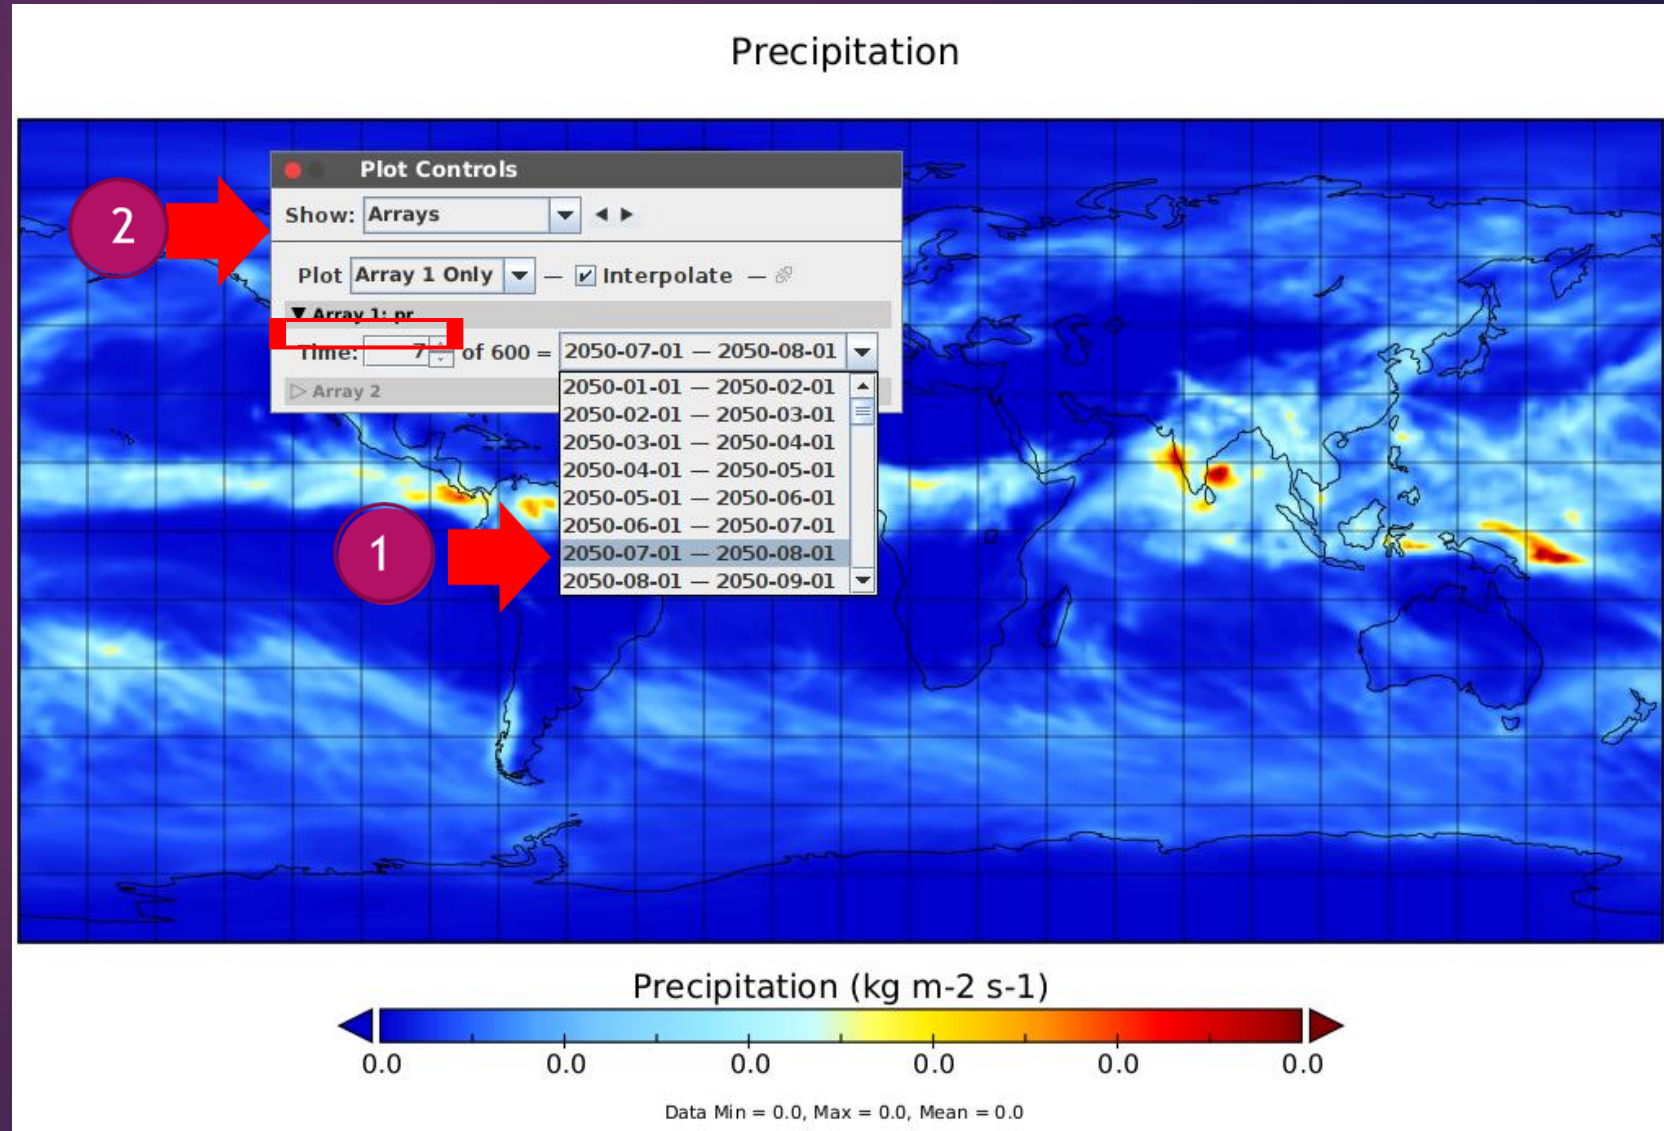 Precipitation
Plot Controls
2
Show: Arrays
Plot Array 1 Only — Interpolate —
Array 1: pr
Time: 7 of 600 = 2050-07-01 — 2050-08-01
Array 2
2050-01-01 — 2050-02-01
2050-02-01 — 2050-03-01
2050-03-01 — 2050-04-01
2050-04-01 — 2050-05-01
2050-05-01 — 2050-06-01
2050-06-01 — 2050-07-01
1
2050-07-01 — 2050-08-01
2050-08-01 — 2050-09-01
Precipitation (kg m-2 s-1)
0.0 0.0 0.0 0.0 0.0 0.0
Data Min = 0.0, Max = 0.0, Mean = 0.0